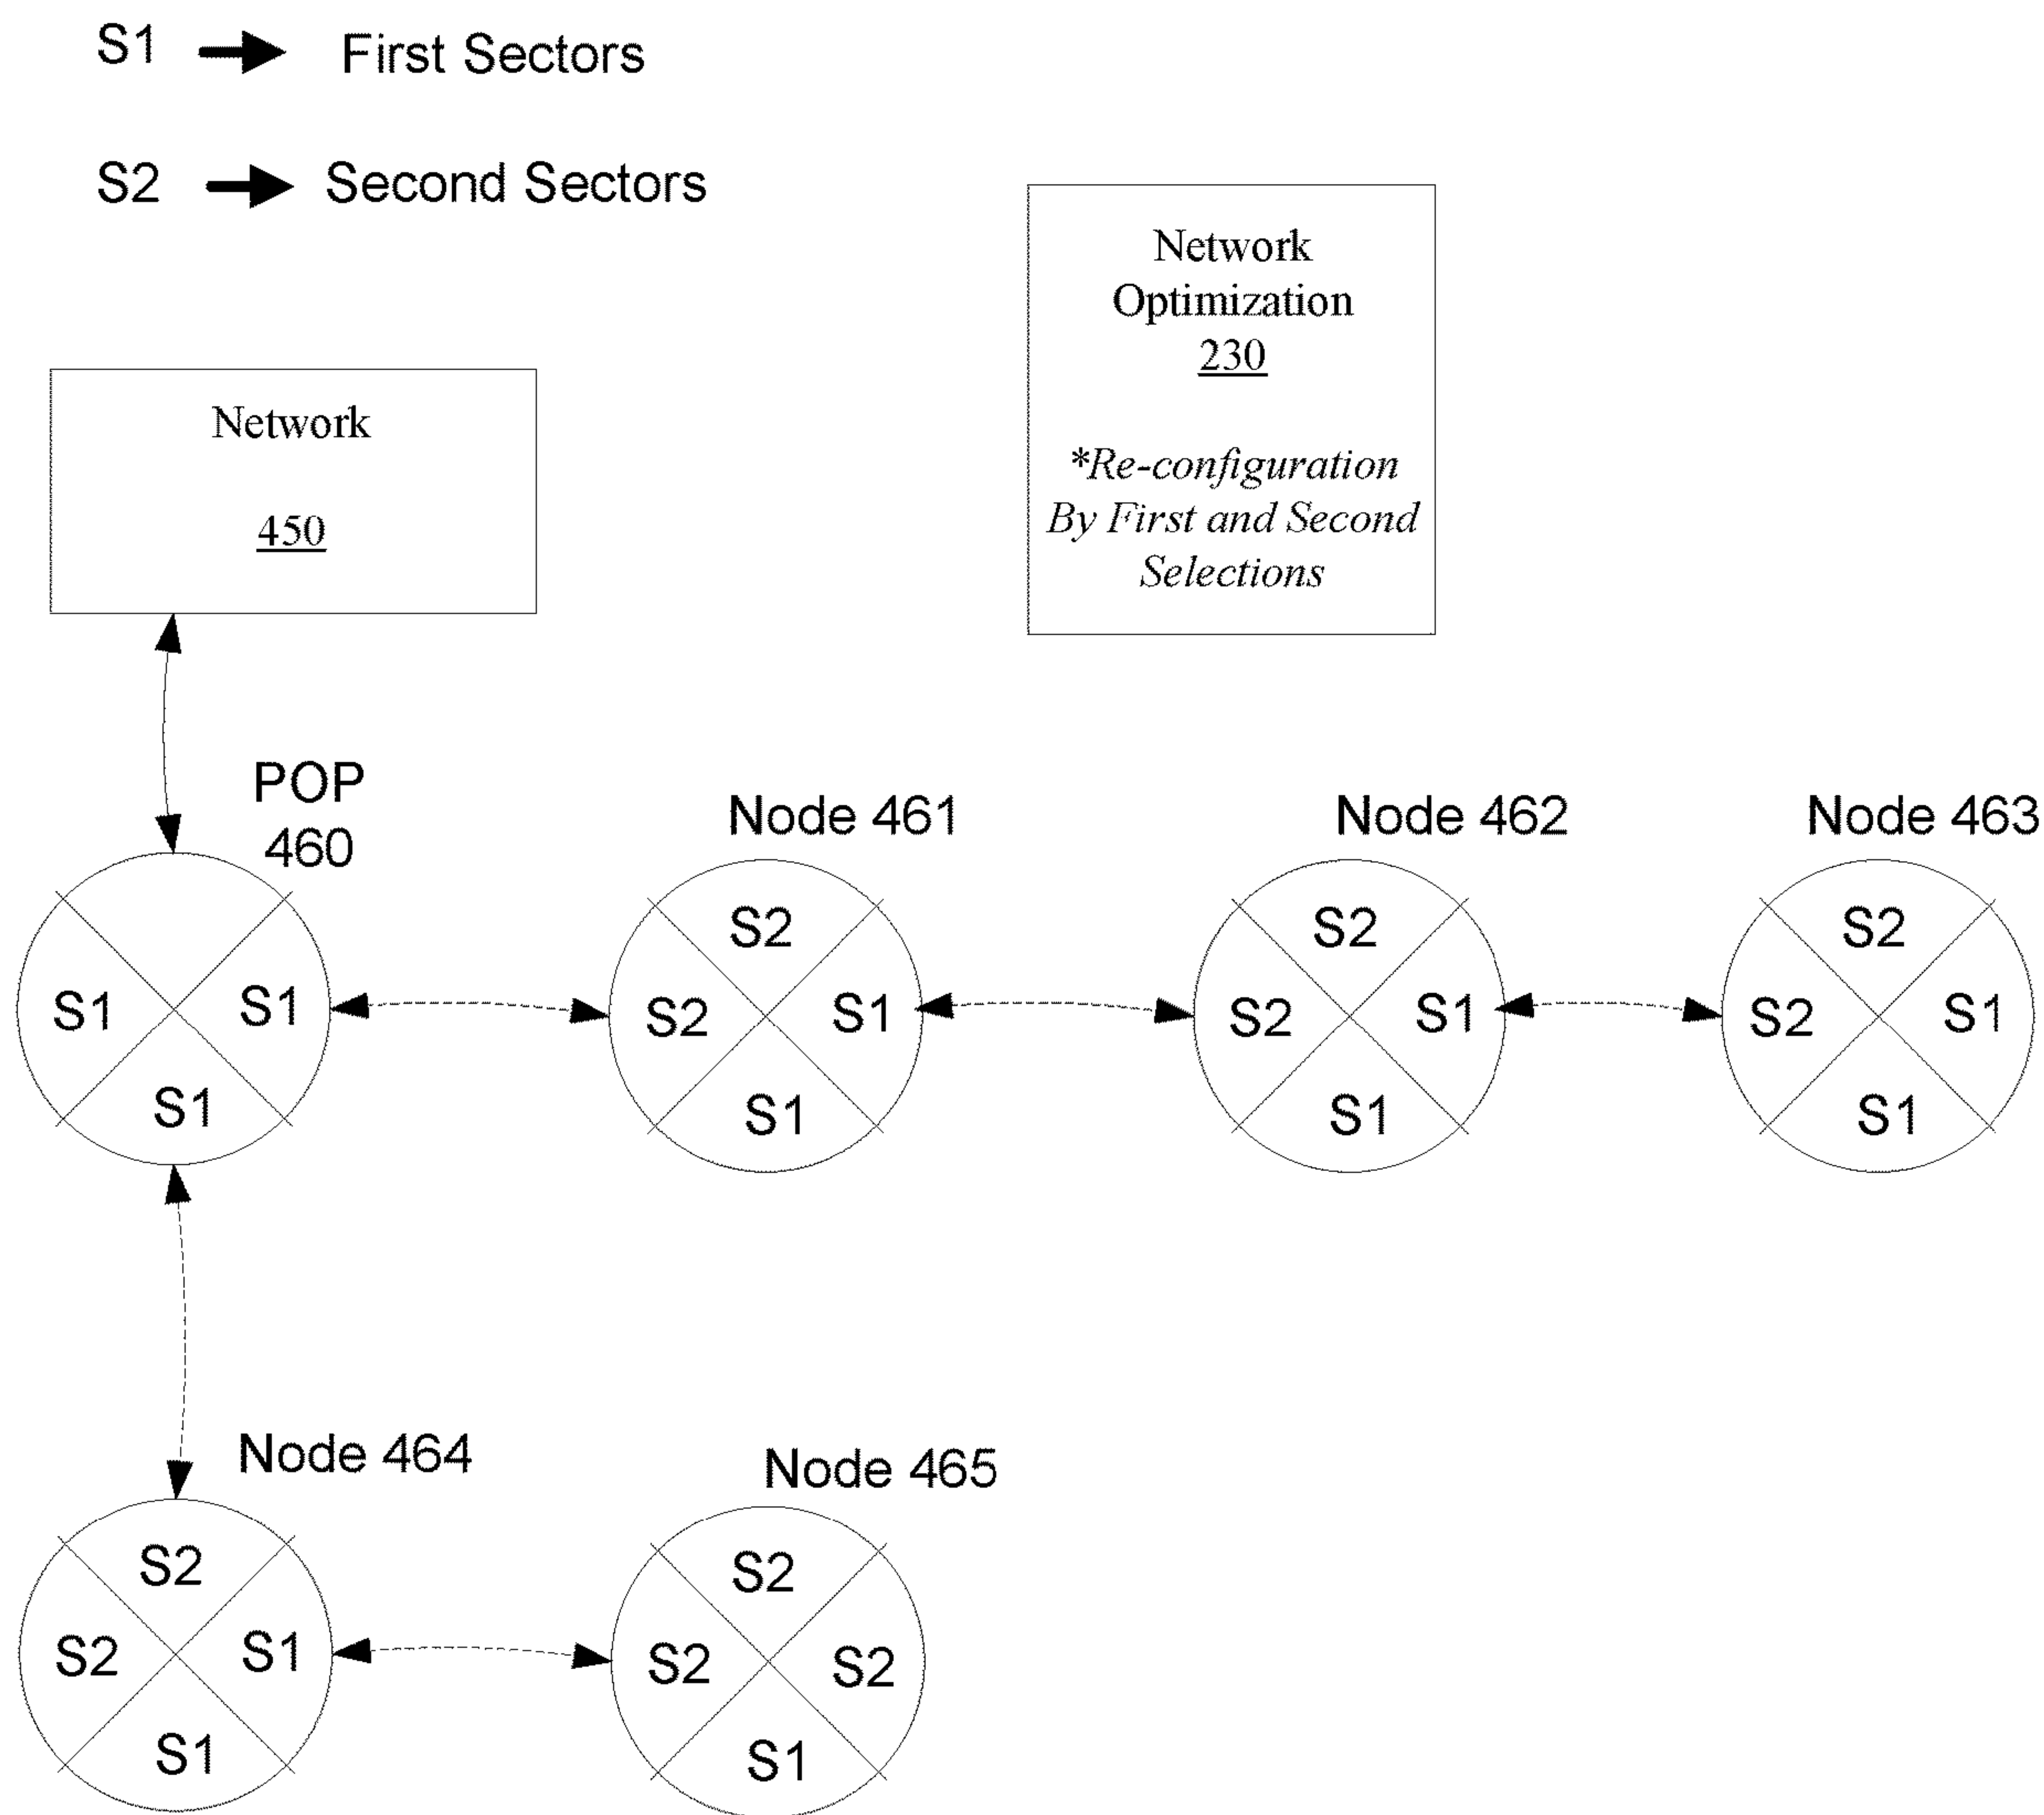 S1 → First Sectors
S2 → Second Sectors
Network
Optimization
230
*Re-configuration
By First and Second
Selections
Network
450
POP
460
Node 461
Node 462
Node 463
S2
S2
S2
S1
S1
S2
S1
S2
S1
S2
S1
S1
S1
S1
S1
Node 464
Node 465
S2
S2
S2
S1
S2
S2
S1
S1